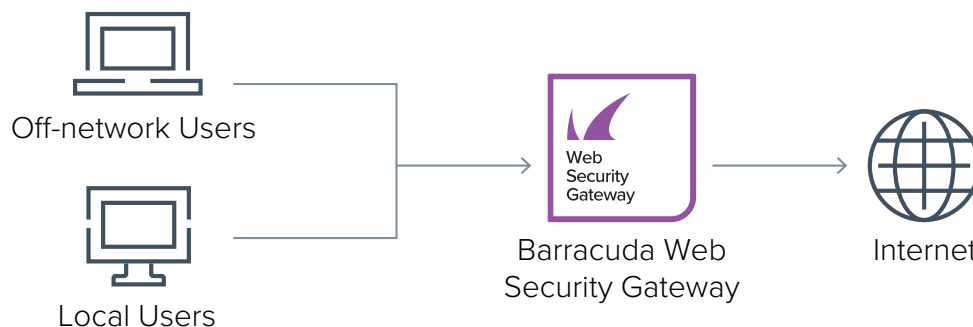 Off-network Users
Local Users
Web
Security
Gateway
Barracuda Web
Security Gateway
Internet